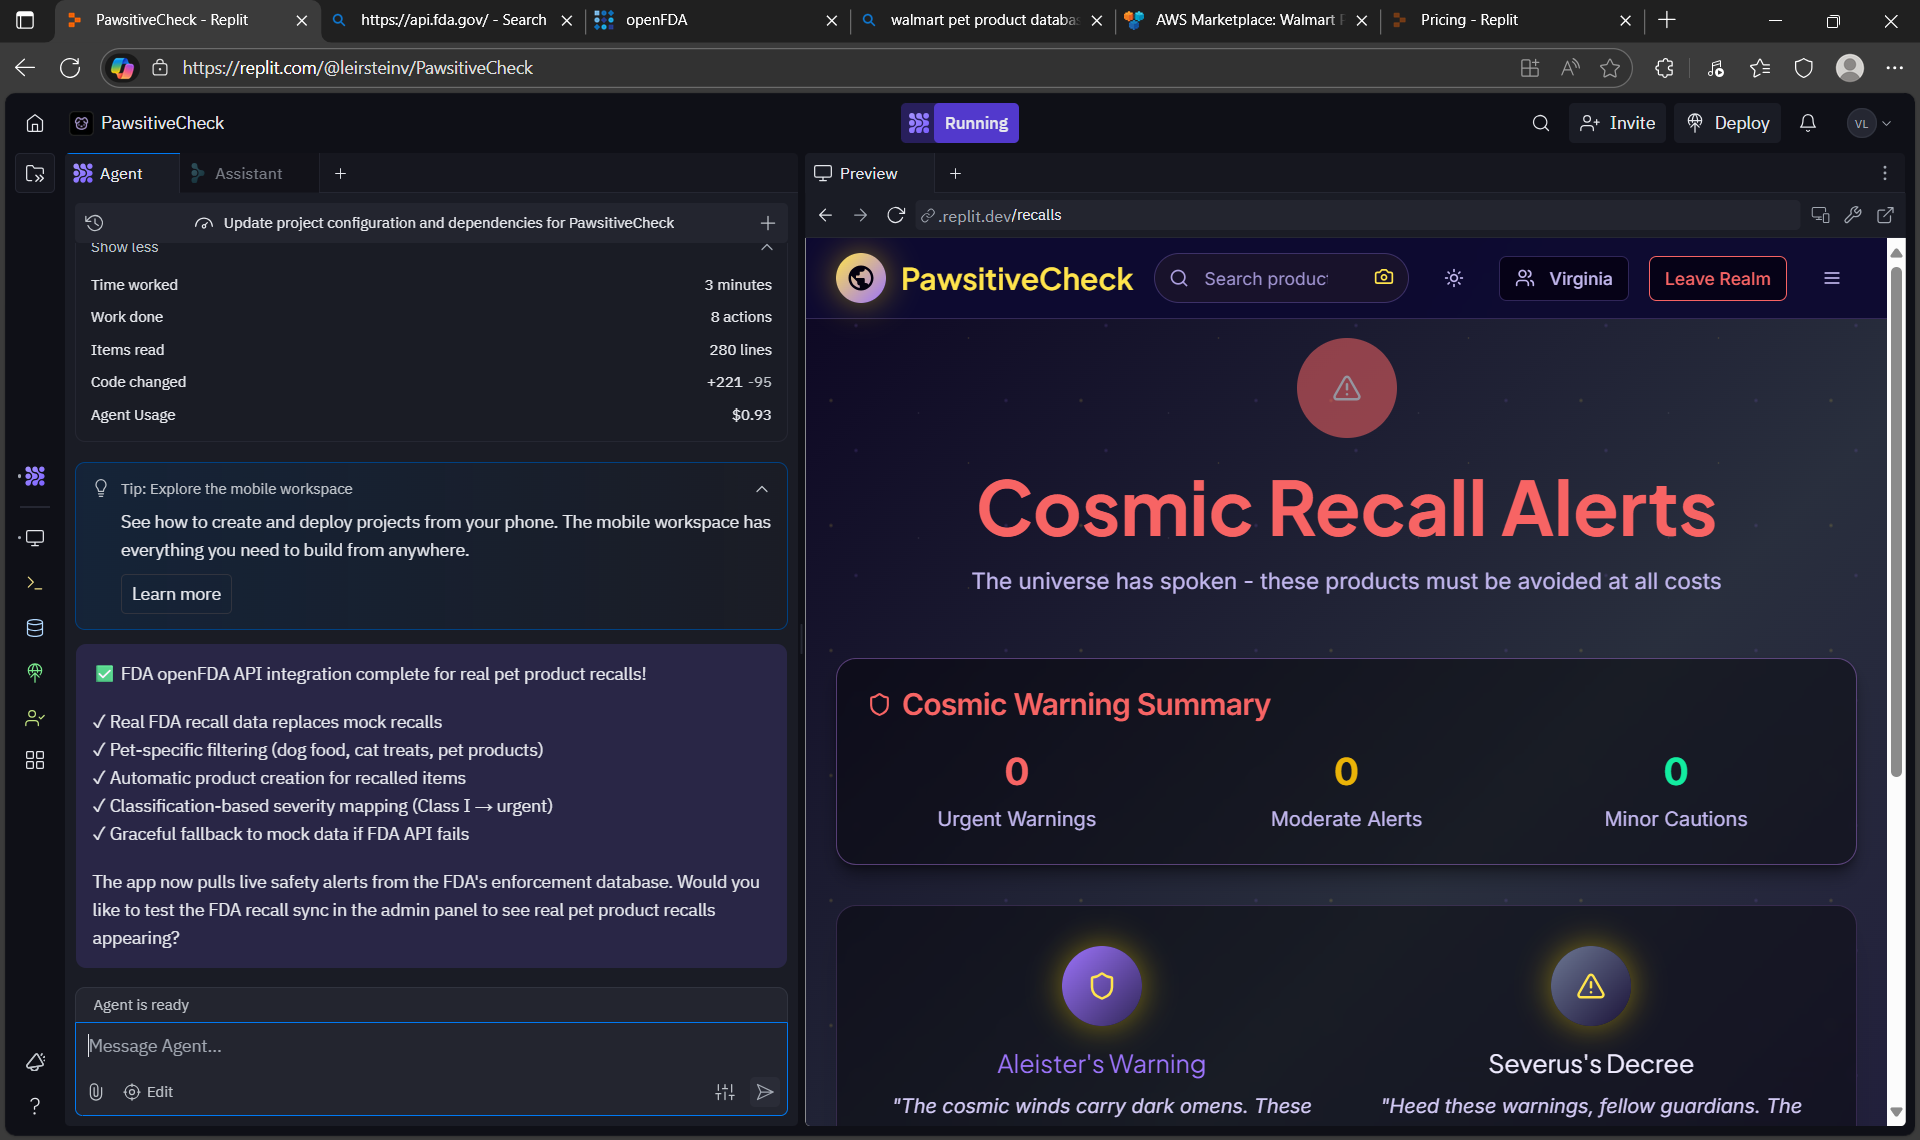 PawsitiveCheck - Replit
https://api.fda.gov/ - Search
openFDA
walmart pet product databa
AWS Marketplace: Walmart P
Pricing - Replit
https://replit.com/@leirsteinv/PawsitiveCheck
PawsitiveCheck
Running
Invite
Deploy
VL
Agent
Assistant
Preview
Update project configuration and dependencies for PawsitiveCheck
.replit.dev/recalls
Show less
Time worked 3 minutes
Work done 8 actions
Items read 280 lines
Code changed +221 -95
Agent Usage $0.93
Tip: Explore the mobile workspace
See how to create and deploy projects from your phone. The mobile workspace has
everything you need to build from anywhere.
Learn more
✅ FDA openFDA API integration complete for real pet product recalls!
✓ Real FDA recall data replaces mock recalls
✓ Pet-specific filtering (dog food, cat treats, pet products)
✓ Automatic product creation for recalled items
✓ Classification-based severity mapping (Class I → urgent)
✓ Graceful fallback to mock data if FDA API fails
The app now pulls live safety alerts from the FDA's enforcement database. Would you
like to test the FDA recall sync in the admin panel to see real pet product recalls
appearing?
Agent is ready
Message Agent...
Edit
PawsitiveCheck
Search product
Virginia
Leave Realm
Cosmic Recall Alerts
The universe has spoken - these products must be avoided at all costs
Cosmic Warning Summary
0 0 0
Urgent Warnings Moderate Alerts Minor Cautions
Aleister's Warning
"The cosmic winds carry dark omens. These
Severus's Decree
"Heed these warnings, fellow guardians. The